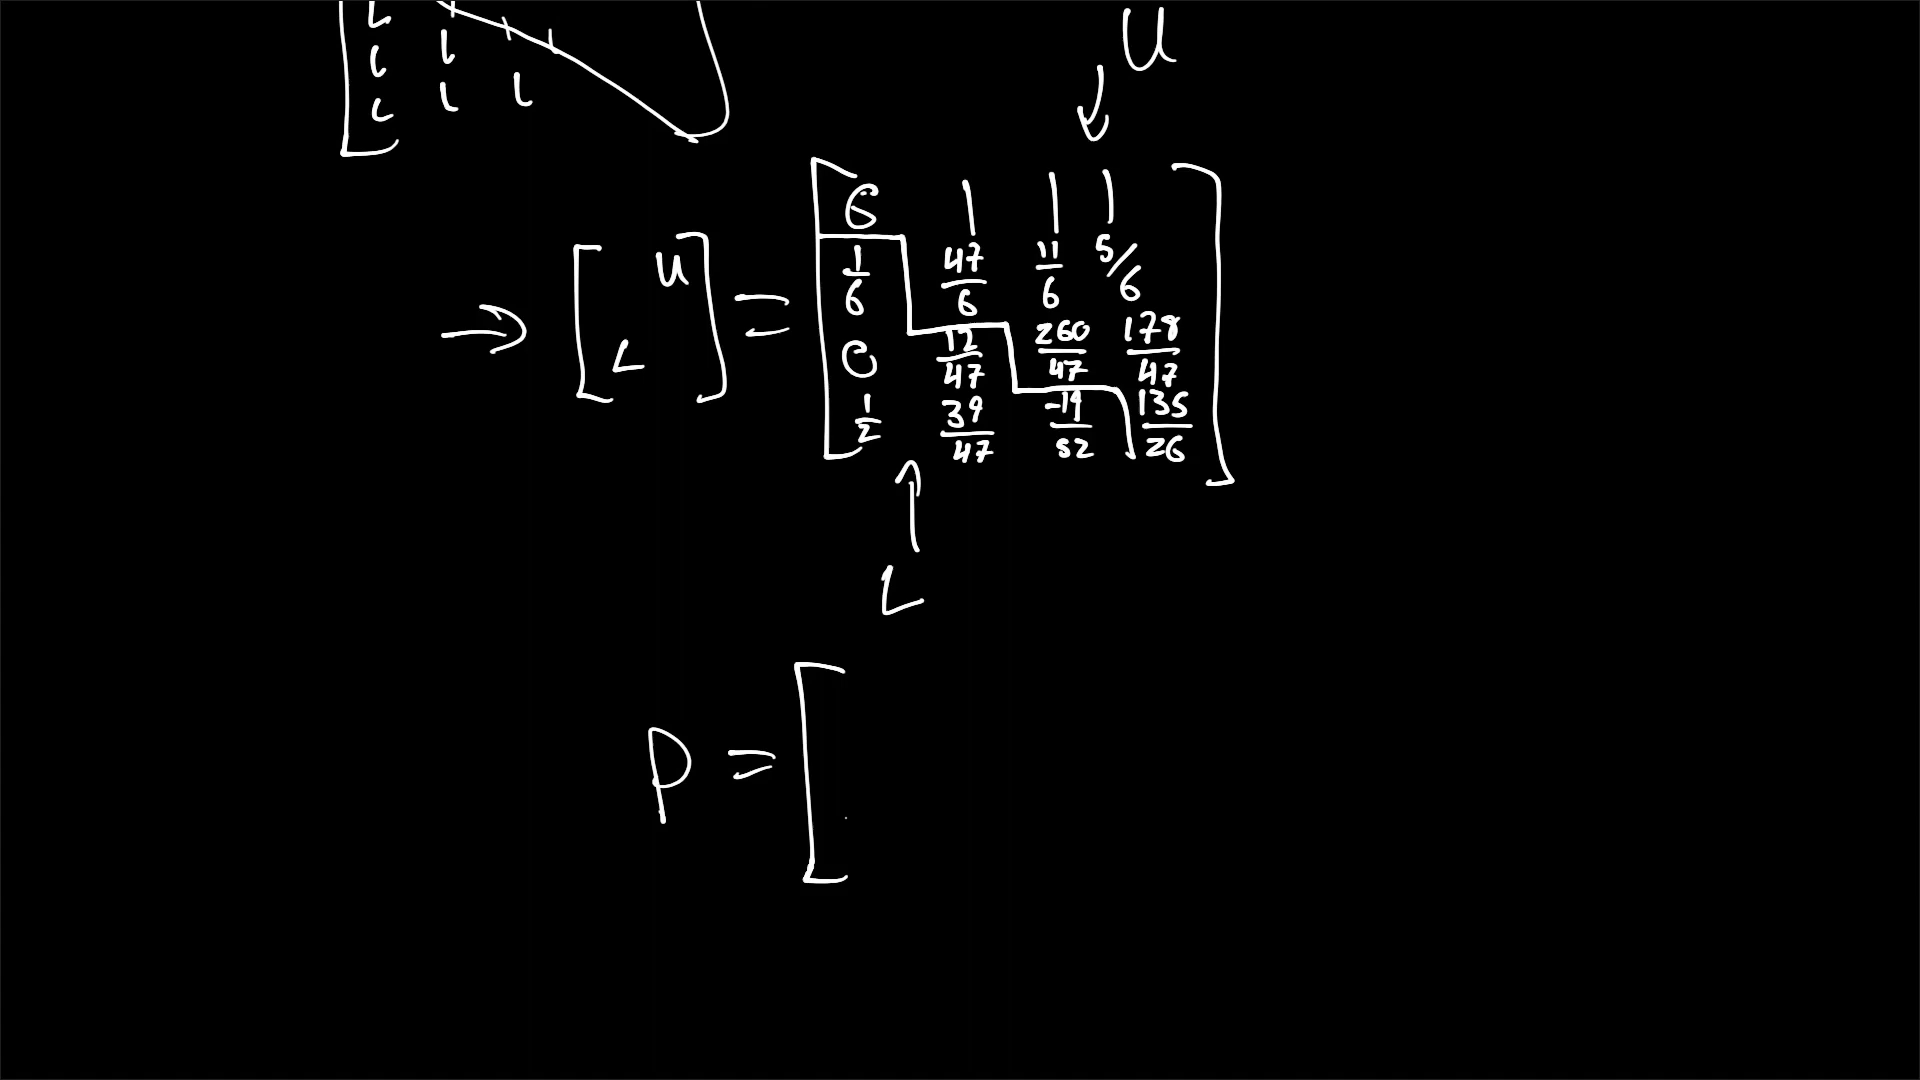 L
L L
L L L
U
→ [ U L ] = [
6 1 1 1
1/6 47/6 11/6 5/6
0 12/47 260/47 178/47
1/2 39/47 -19/52 135/26 ]
L
P = [